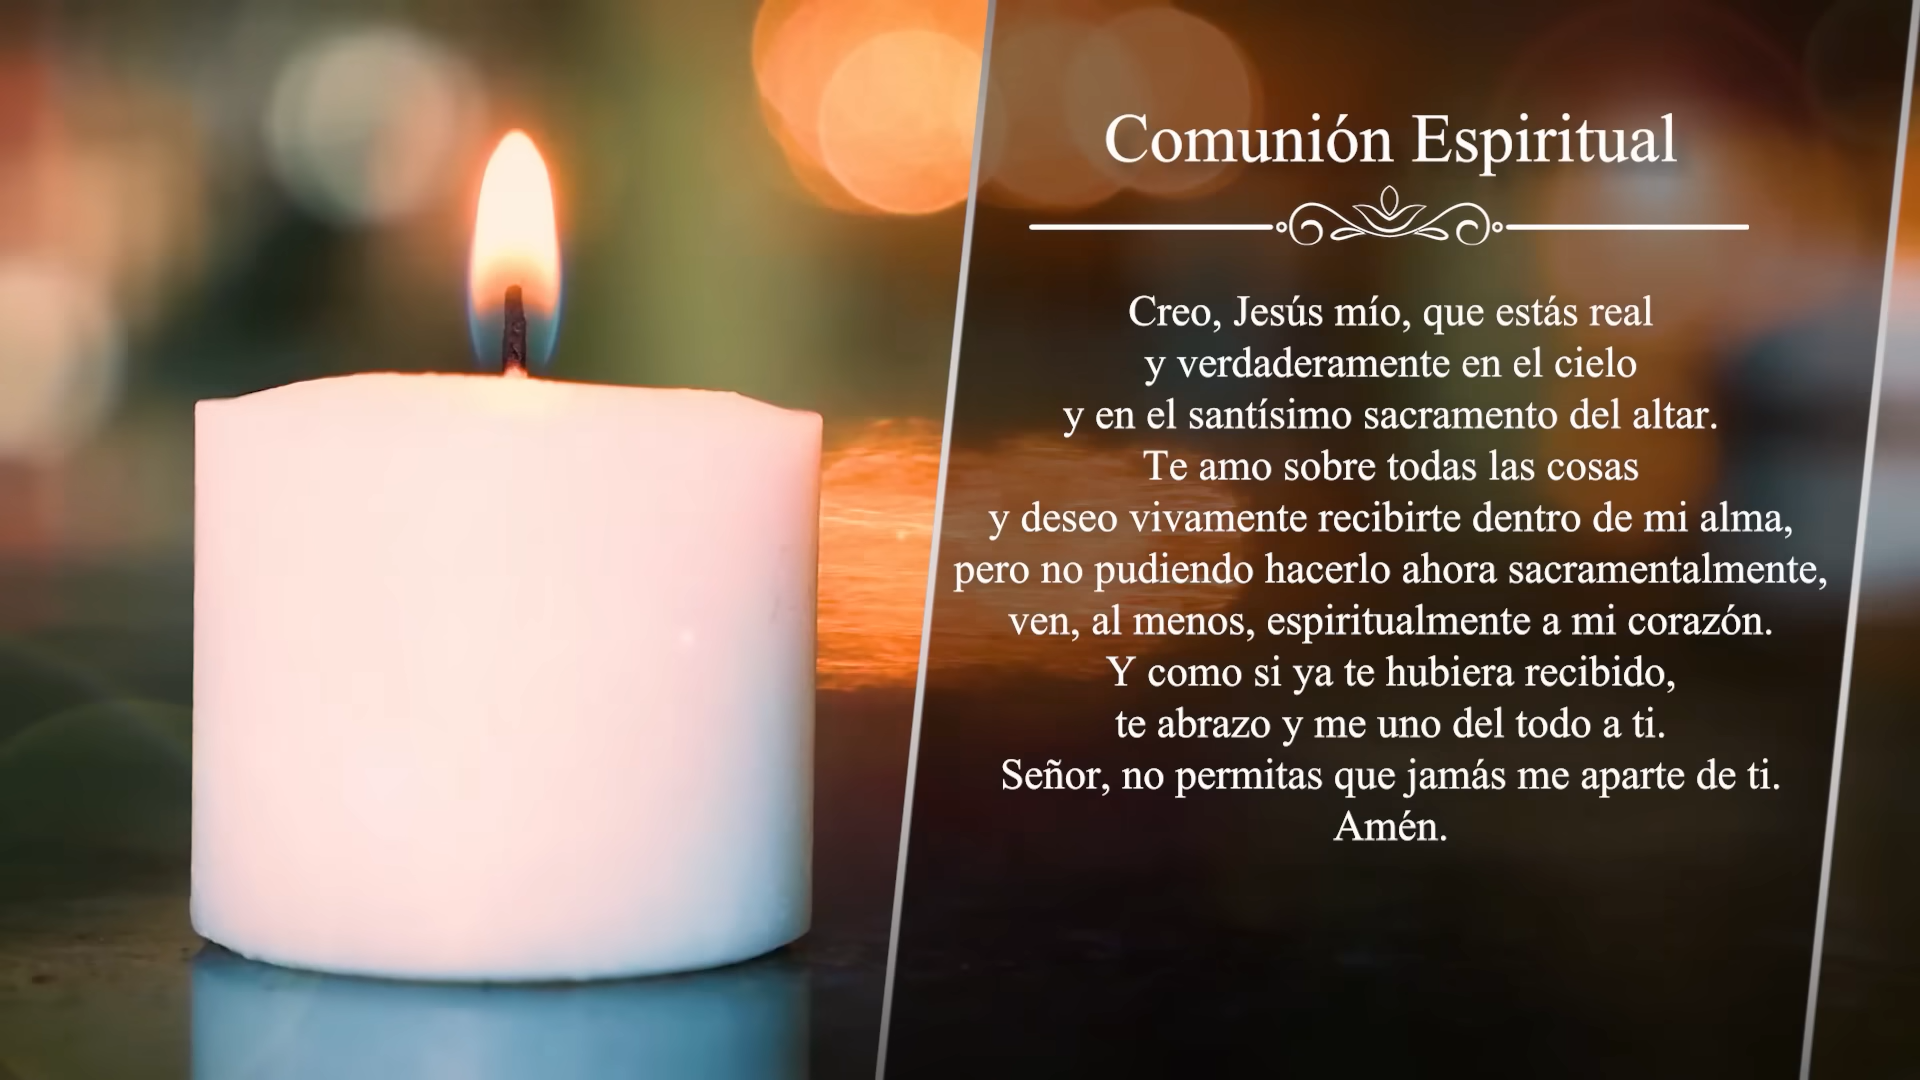 Comunión Espiritual
Creo, Jesús mío, que estás real
y verdaderamente en el cielo
y en el santísimo sacramento del altar.
Te amo sobre todas las cosas
y deseo vivamente recibirte dentro de mi alma,
pero no pudiendo hacerlo ahora sacramentalmente,
ven, al menos, espiritualmente a mi corazón.
Y como si ya te hubiera recibido,
te abrazo y me uno del todo a ti.
Señor, no permitas que jamás me aparte de ti.
Amén.